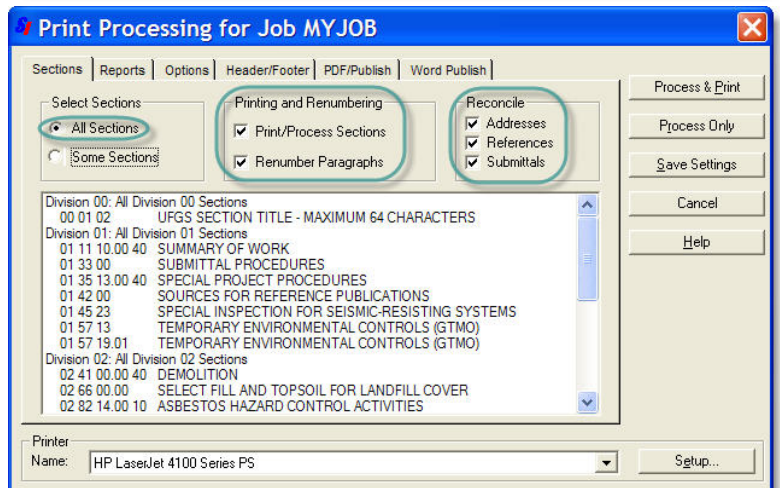 SI Print Processing for Job MYJOB
Sections Reports Options Header/Footer PDF/Publish Word Publish
Select Sections
All Sections
Some Sections
Printing and Renumbering
Print/Process Sections
Renumber Paragraphs
Reconcile
Addresses
References
Submittals
Process & Print
Process Only
Save Settings
Cancel
Help
Division 00: All Division 00 Sections
00 01 02 UFGS SECTION TITLE - MAXIMUM 64 CHARACTERS
Division 01: All Division 01 Sections
01 11 10.00 40 SUMMARY OF WORK
01 33 00 SUBMITTAL PROCEDURES
01 35 13.00 40 SPECIAL PROJECT PROCEDURES
01 42 00 SOURCES FOR REFERENCE PUBLICATIONS
01 45 23 SPECIAL INSPECTION FOR SEISMIC-RESISTING SYSTEMS
01 57 13 TEMPORARY ENVIRONMENTAL CONTROLS (GTMO)
01 57 19.01 TEMPORARY ENVIRONMENTAL CONTROLS (GTMO)
Division 02: All Division 02 Sections
02 41 00.00 40 DEMOLITION
02 66 00.00 SELECT FILL AND TOPSOIL FOR LANDFILL COVER
02 82 14.00 10 ASBESTOS HAZARD CONTROL ACTIVITIES
Printer
Name: HP LaserJet 4100 Series PS
Setup...